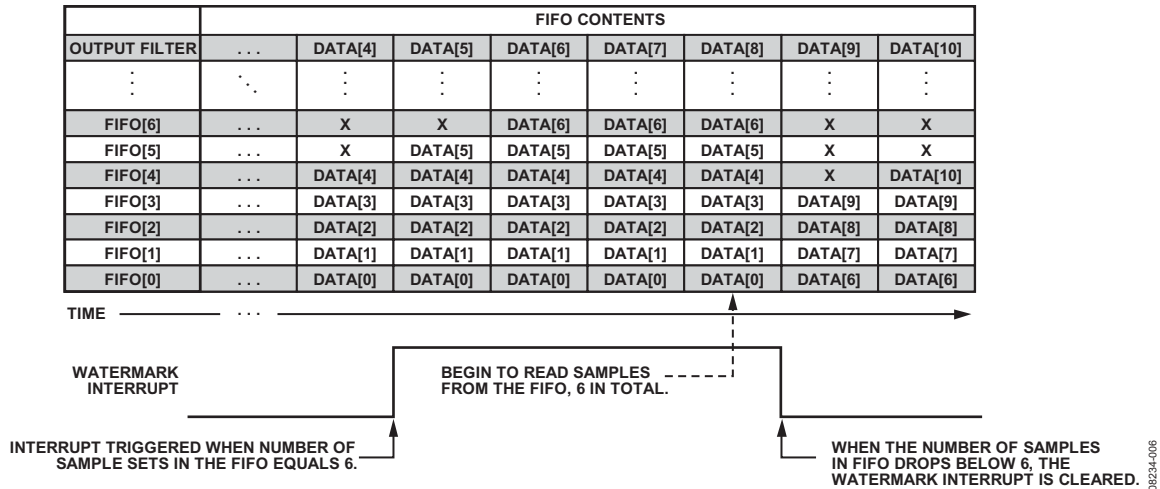 FIFO CONTENTS
OUTPUT FILTER ... DATA[4] DATA[5] DATA[6] DATA[7] DATA[8] DATA[9] DATA[10]
FIFO[6] ... X X DATA[6] DATA[6] DATA[6] X X
FIFO[5] ... X DATA[5] DATA[5] DATA[5] DATA[5] X X
FIFO[4] ... DATA[4] DATA[4] DATA[4] DATA[4] DATA[4] X DATA[10]
FIFO[3] ... DATA[3] DATA[3] DATA[3] DATA[3] DATA[3] DATA[9] DATA[9]
FIFO[2] ... DATA[2] DATA[2] DATA[2] DATA[2] DATA[2] DATA[8] DATA[8]
FIFO[1] ... DATA[1] DATA[1] DATA[1] DATA[1] DATA[1] DATA[7] DATA[7]
FIFO[0] ... DATA[0] DATA[0] DATA[0] DATA[0] DATA[0] DATA[6] DATA[6]
TIME ...
WATERMARK
INTERRUPT
BEGIN TO READ SAMPLES
FROM THE FIFO, 6 IN TOTAL.
INTERRUPT TRIGGERED WHEN NUMBER OF
SAMPLE SETS IN THE FIFO EQUALS 6.
WHEN THE NUMBER OF SAMPLES
IN FIFO DROPS BELOW 6, THE
WATERMARK INTERRUPT IS CLEARED.
08234-006